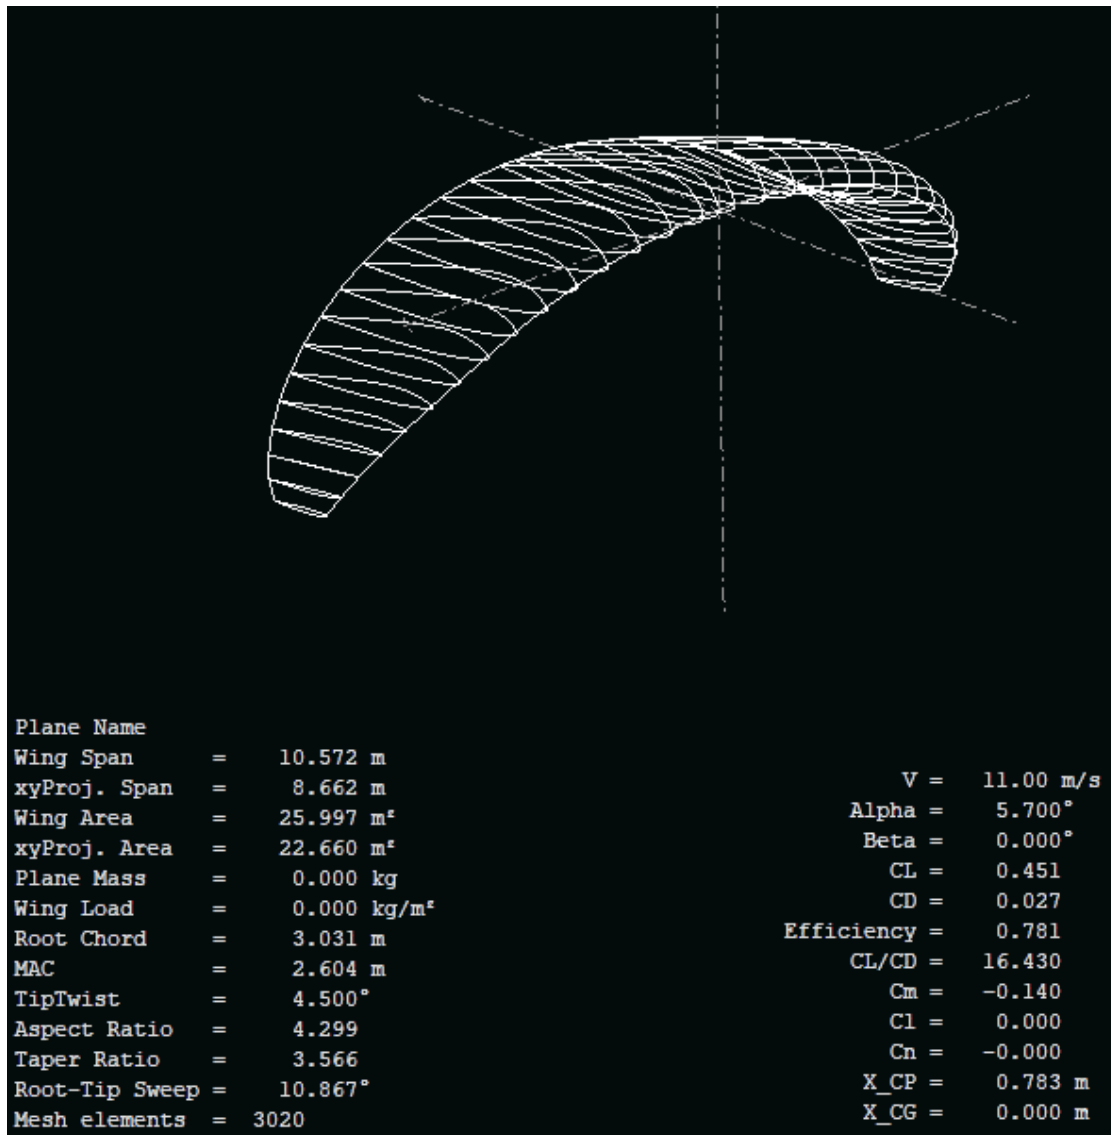 Plane Name
Wing Span = 10.572 m
xyProj. Span = 8.662 m
Wing Area = 25.997 m²
xyProj. Area = 22.660 m²
Plane Mass = 0.000 kg
Wing Load = 0.000 kg/m²
Root Chord = 3.031 m
MAC = 2.604 m
TipTwist = 4.500°
Aspect Ratio = 4.299
Taper Ratio = 3.566
Root-Tip Sweep = 10.867°
Mesh elements = 3020
V = 11.00 m/s
Alpha = 5.700°
Beta = 0.000°
CL = 0.451
CD = 0.027
Efficiency = 0.781
CL/CD = 16.430
Cm = -0.140
Cl = 0.000
Cn = -0.000
X_CP = 0.783 m
X_CG = 0.000 m